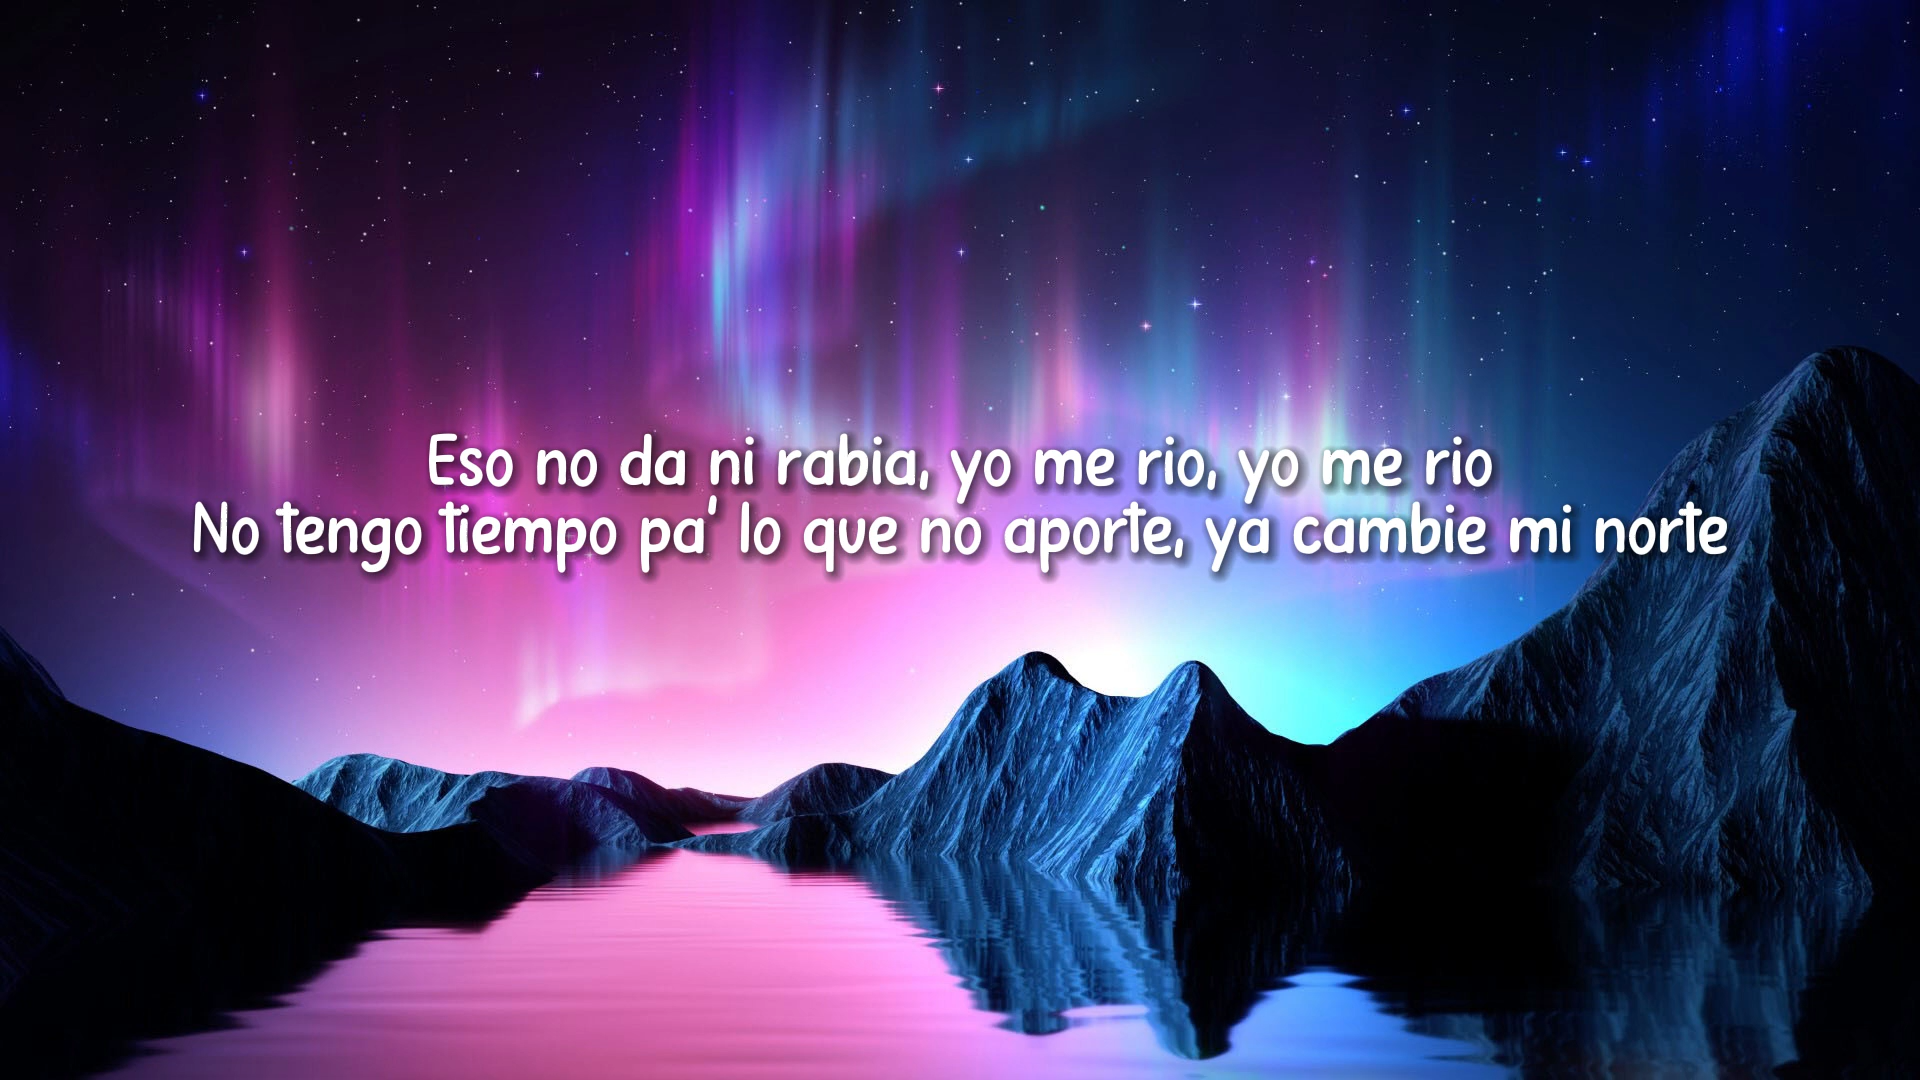 Eso no da ni rabia, yo me rio, yo me rio
No tengo tiempo pa' lo que no aporte, ya cambie mi norte